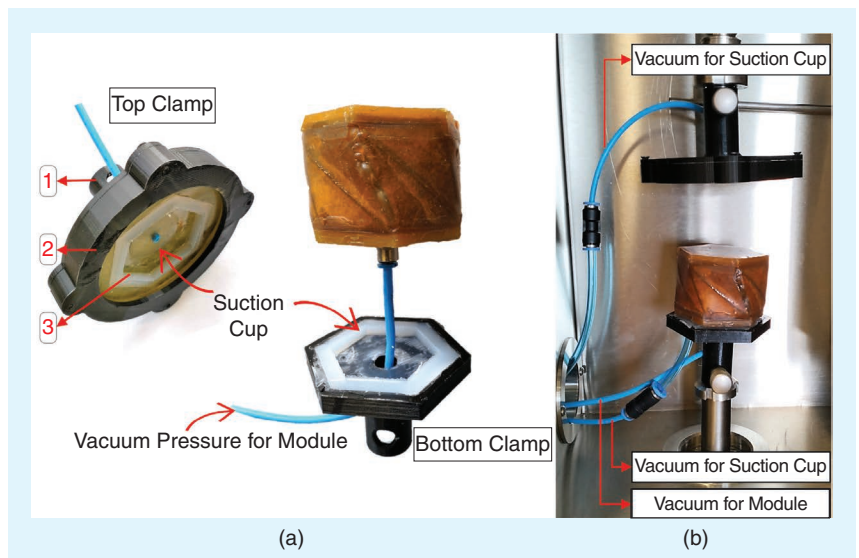 Top Clamp
1
2
3
Suction
Cup
Vacuum Pressure for Module
Bottom Clamp
Vacuum for Suction Cup
Vacuum for Suction Cup
Vacuum for Module
(a)
(b)